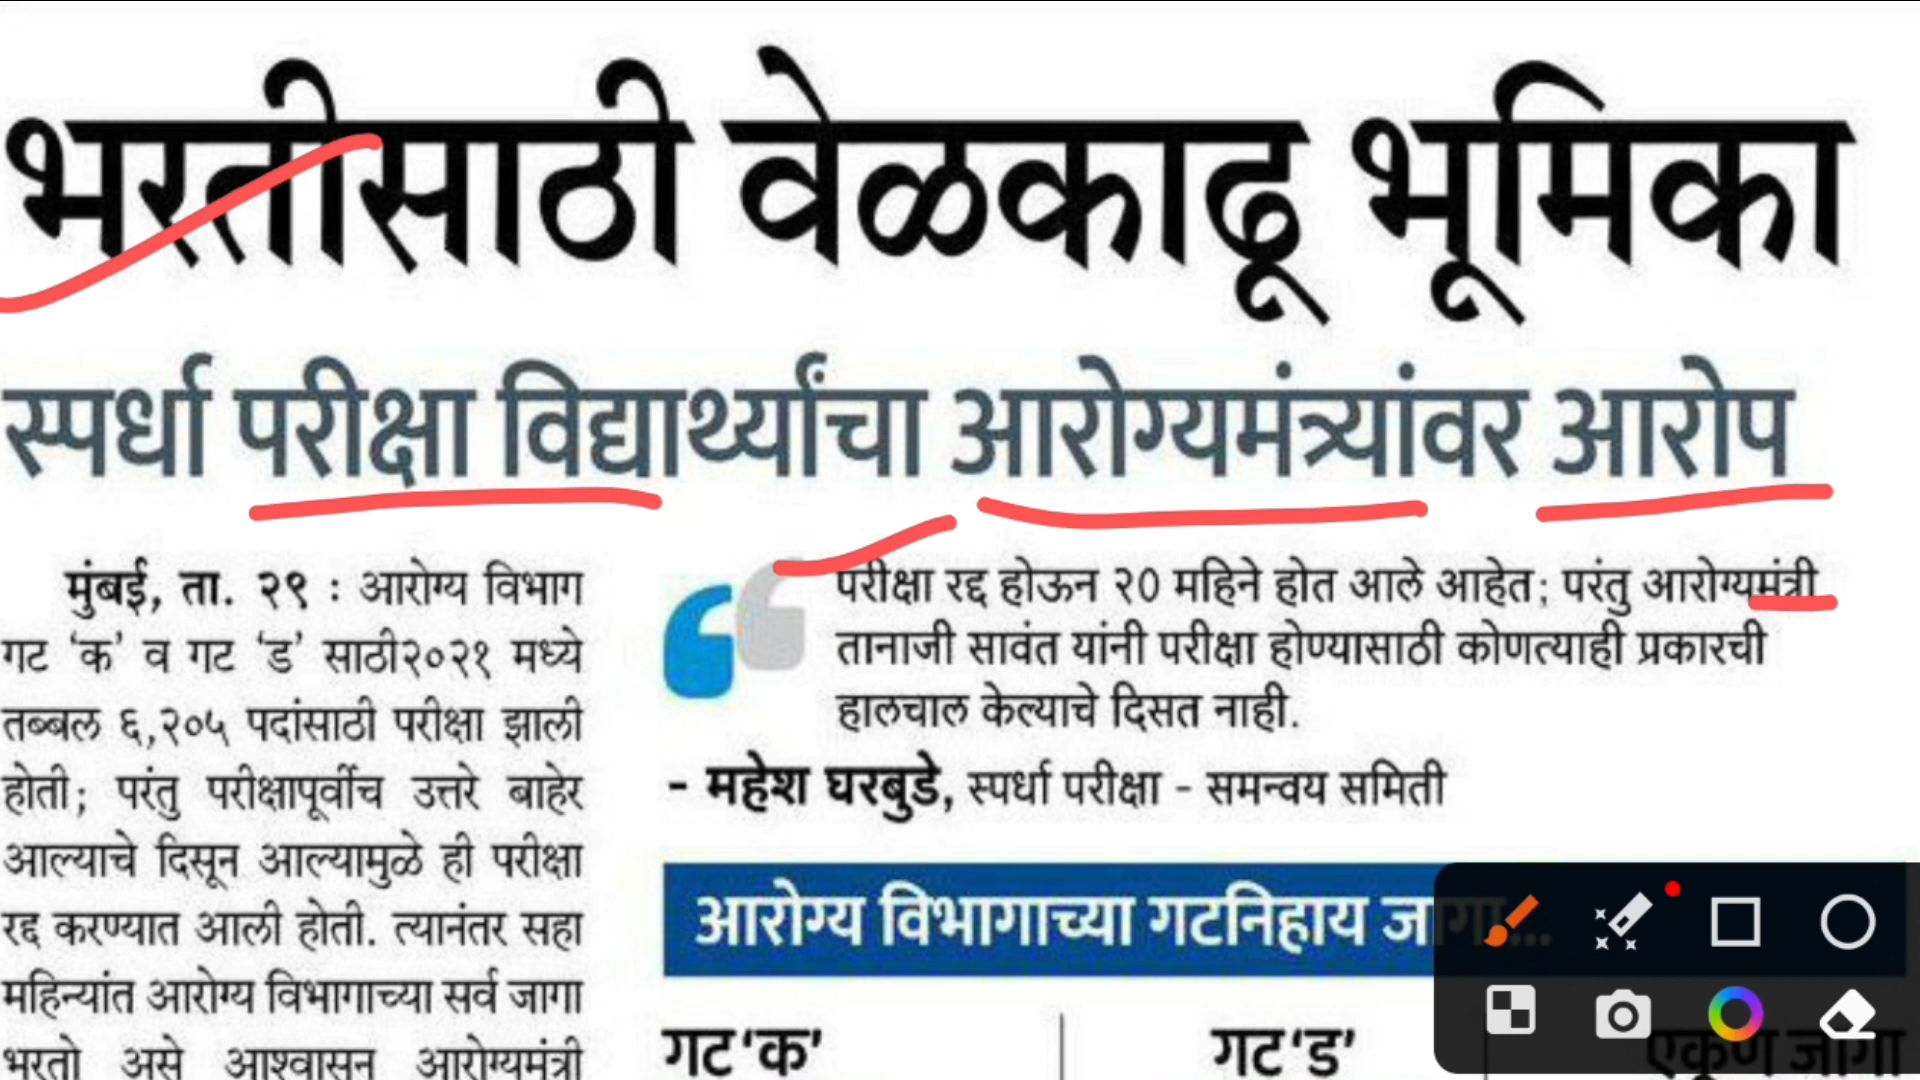 भरतीसाठी वेळकाढू भूमिका
स्पर्धा परीक्षा विद्यार्थ्यांचा आरोग्यमंत्र्यांवर आरोप
मुंबई, ता. २९ : आरोग्य विभाग
गट ‘क’ व गट ‘ड’ साठी२०२१ मध्ये
तब्बल ६,२०५ पदांसाठी परीक्षा झाली
होती; परंतु परीक्षापूर्वीच उत्तरे बाहेर
आल्याचे दिसून आल्यामुळे ही परीक्षा
रद्द करण्यात आली होती. त्यानंतर सहा
महिन्यांत आरोग्य विभागाच्या सर्व जागा
भरतो असे आश्वासन आरोग्यमंत्री
परीक्षा रद्द होऊन २0 महिने होत आले आहेत; परंतु आरोग्यमंत्री
तानाजी सावंत यांनी परीक्षा होण्यासाठी कोणत्याही प्रकारची
हालचाल केल्याचे दिसत नाही.
- महेश घरबुडे, स्पर्धा परीक्षा - समन्वय समिती
आरोग्य विभागाच्या गटनिहाय जागा...
गट ‘क’
गट ‘ड’
एकूण जागा